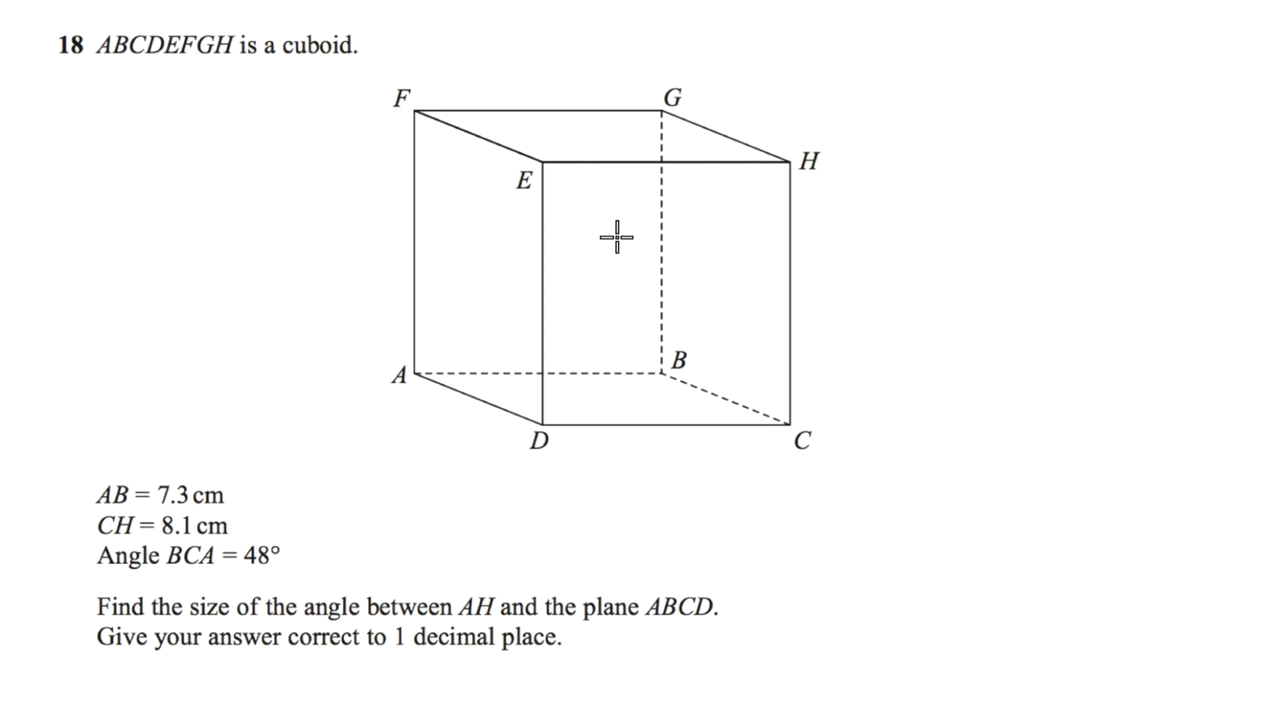 18 ABCDEFGH is a cuboid.
F
G
H
E
B
A
D
C
AB = 7.3 cm
CH = 8.1 cm
Angle BCA = 48°
Find the size of the angle between AH and the plane ABCD.
Give your answer correct to 1 decimal place.